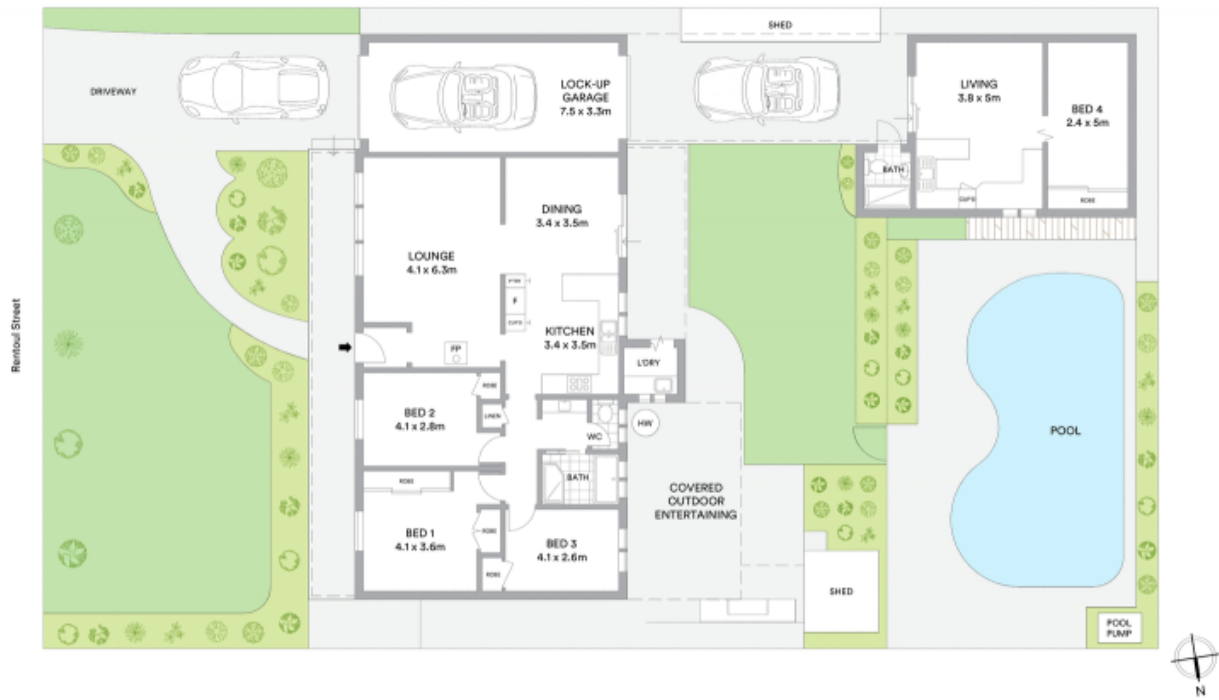 SHED
DRIVEWAY
LOCK-UP
GARAGE
7.5 x 3.3m
LIVING
3.8 x 5m
BED 4
2.4 x 5m
BATH
CUPD
ROBE
DINING
3.4 x 3.5m
LOUNGE
4.1 x 6.3m
F
CUPD
KITCHEN
3.4 x 3.5m
Rentoul Street
FP
L'DRY
BED 2
4.1 x 2.8m
ROBE
LINEN
WC
HW
POOL
ROBE
BATH
COVERED
OUTDOOR
ENTERTAINING
BED 1
4.1 x 3.6m
ROBE
BED 3
4.1 x 2.6m
ROBE
SHED
POOL
PUMP
N